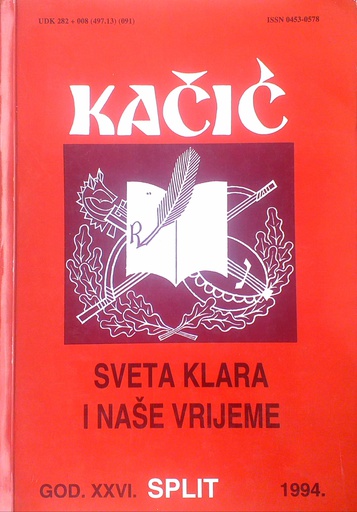 UDK 282 + 008 (497.13) (091) ISSN 0453-0578
KAČIĆ
R
SVETA KLARA
I NAŠE VRIJEME
GOD. XXVI. SPLIT 1994.